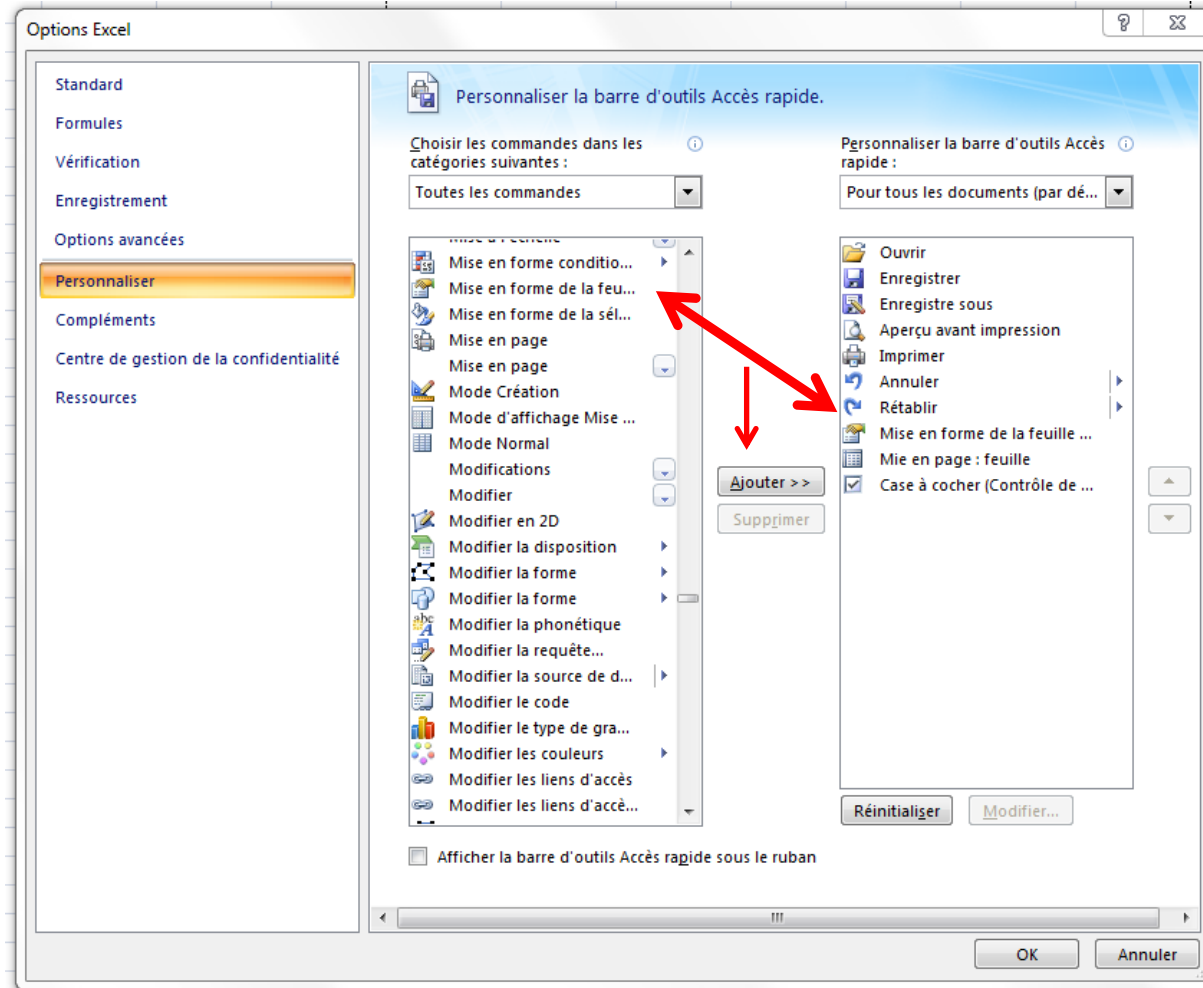 Options Excel
Standard
Formules
Vérification
Enregistrement
Options avancées
Personnaliser
Compléments
Centre de gestion de la confidentialité
Ressources
Personnaliser la barre d'outils Accès rapide.
Choisir les commandes dans les
catégories suivantes :
Toutes les commandes
Mise à l'échelle
Mise en forme conditio...
Mise en forme de la feu...
Mise en forme de la sél...
Mise en page
Mise en page
Mode Création
Mode d'affichage Mise ...
Mode Normal
Modifications
Modifier
Modifier en 2D
Modifier la disposition
Modifier la forme
Modifier la forme
Modifier la phonétique
Modifier la requête...
Modifier la source de d...
Modifier le code
Modifier le type de gra...
Modifier les couleurs
Modifier les liens d'accès
Modifier les liens d'accè...
Afficher la barre d'outils Accès rapide sous le ruban
Ajouter >>
Supprimer
Personnaliser la barre d'outils Accès
rapide :
Pour tous les documents (par dé...
Ouvrir
Enregistrer
Enregistre sous
Aperçu avant impression
Imprimer
Annuler
Rétablir
Mise en forme de la feuille ...
Mie en page : feuille
Case à cocher (Contrôle de ...
Réinitialiser
Modifier...
OK
Annuler